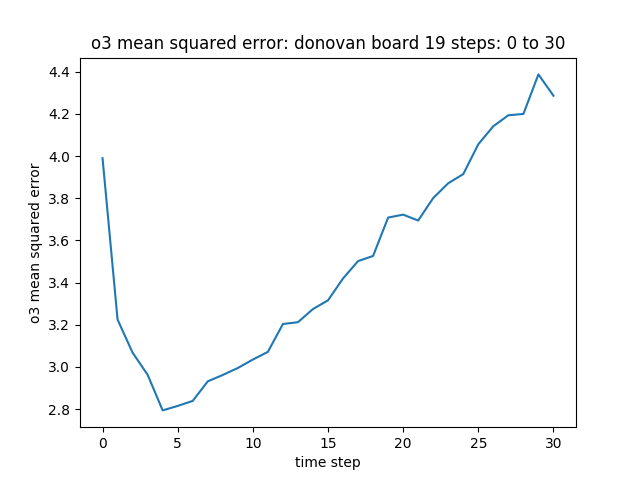 o3 mean squared error: donovan board 19 steps: 0 to 30
o3 mean squared error
4.4
4.2
4.0
3.8
3.6
3.4
3.2
3.0
2.8
0 5 10 15 20 25 30
time step